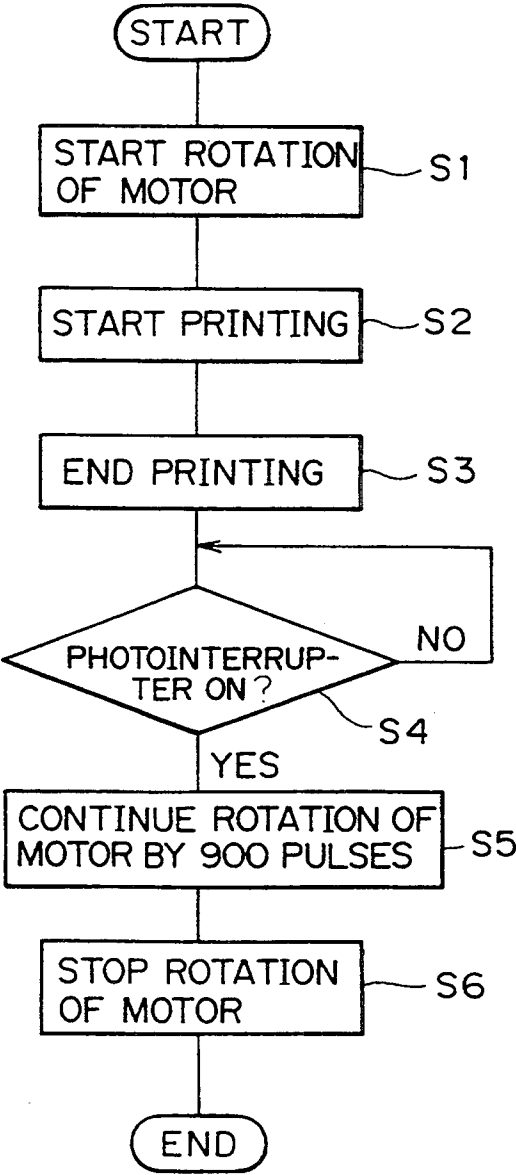 START
START ROTATION
OF MOTOR
S1
START PRINTING
S2
END PRINTING
S3
NO
PHOTOINTERRUP-
TER ON?
S4
YES
CONTINUE ROTATION OF
MOTOR BY 900 PULSES
S5
STOP ROTATION
OF MOTOR
S6
END